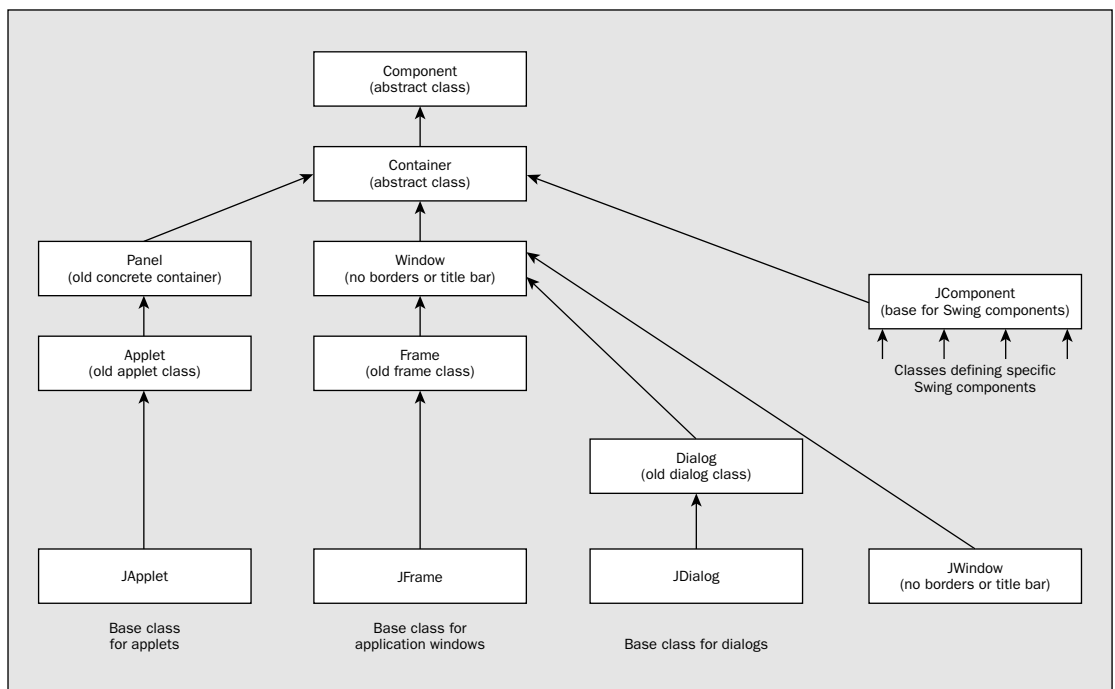 Component
(abstract class)
Container
(abstract class)
Panel
(old concrete container)
Window
(no borders or title bar)
JComponent
(base for Swing components)
Applet
(old applet class)
Frame
(old frame class)
Classes defining specific
Swing components
Dialog
(old dialog class)
JApplet
JFrame
JDialog
JWindow
(no borders or title bar)
Base class
for applets
Base class for
application windows
Base class for dialogs